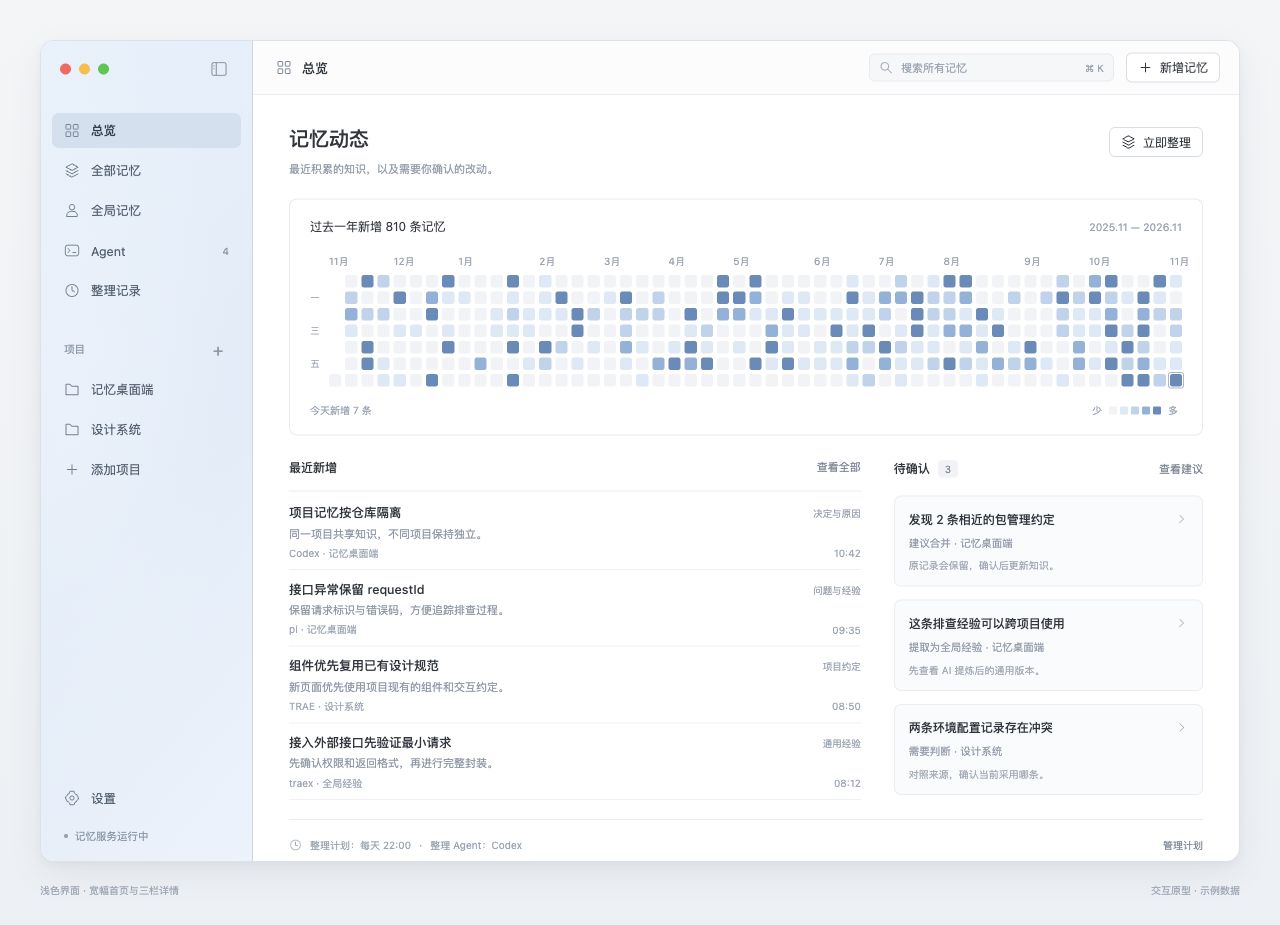 总览
搜索所有记忆
⌘ K
新增记忆
总览
全部记忆
全局记忆
Agent
4
整理记录
项目
记忆桌面端
设计系统
添加项目
设置
记忆服务运行中
记忆动态
最近积累的知识，以及需要你确认的改动。
立即整理
过去一年新增 810 条记忆
2025.11 — 2026.11
11月 12月 1月 2月 3月 4月 5月 6月 7月 8月 9月 10月 11月
一
三
五
今天新增 7 条
少 多
最近新增
查看全部
项目记忆按仓库隔离
决定与原因
同一项目共享知识，不同项目保持独立。
Codex · 记忆桌面端
10:42
接口异常保留 requestId
问题与经验
保留请求标识与错误码，方便追踪排查过程。
pi · 记忆桌面端
09:35
组件优先复用已有设计规范
项目约定
新页面优先使用项目现有的组件和交互约定。
TRAE · 设计系统
08:50
接入外部接口先验证最小请求
通用经验
先确认权限和返回格式，再进行完整封装。
traex · 全局经验
08:12
待确认
3
查看建议
发现 2 条相近的包管理约定
建议合并 · 记忆桌面端
原记录会保留，确认后更新知识。
这条排查经验可以跨项目使用
提取为全局经验 · 记忆桌面端
先查看 AI 提炼后的通用版本。
两条环境配置记录存在冲突
需要判断 · 设计系统
对照来源，确认当前采用哪条。
整理计划：每天 22:00 · 整理 Agent：Codex
管理计划
浅色界面 · 宽幅首页与三栏详情
交互原型 · 示例数据